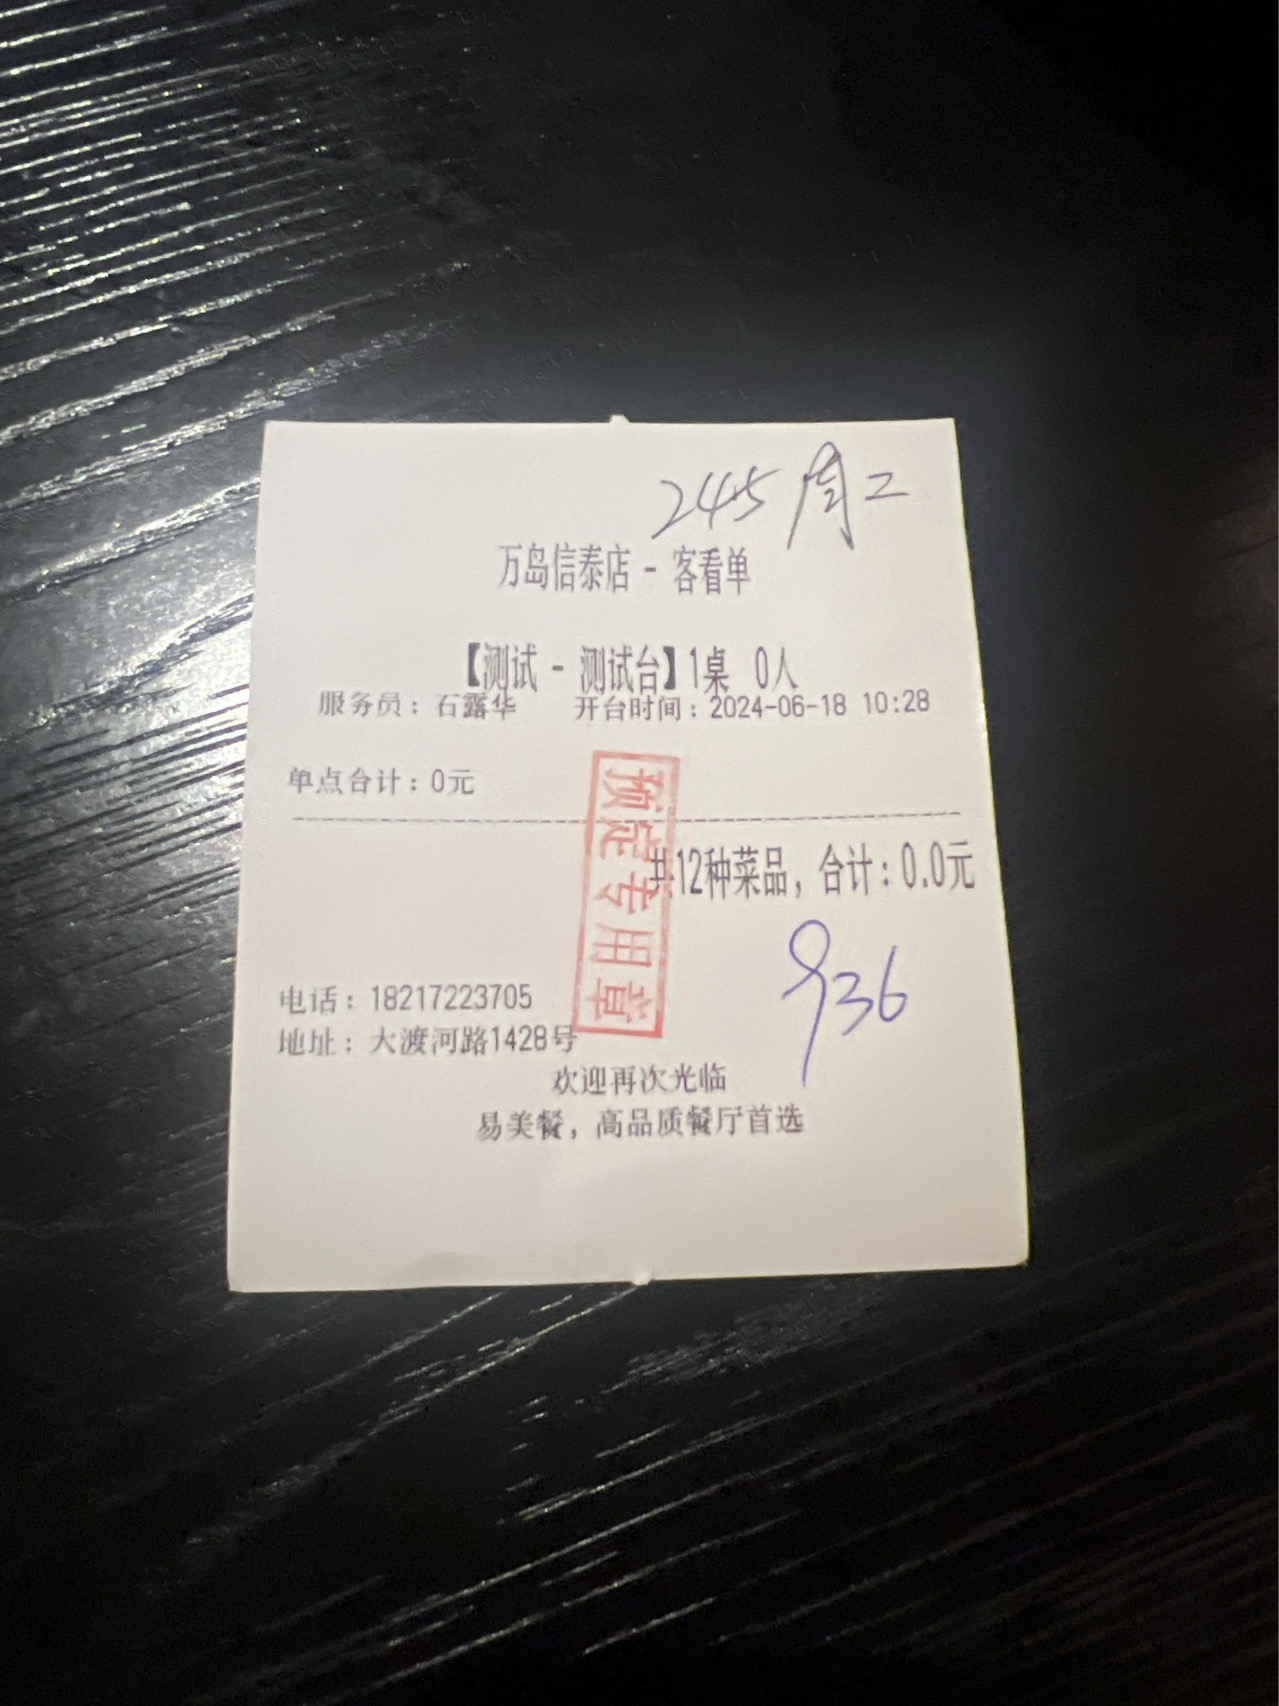 245 周二
万岛信泰店 - 客看单
【测试 - 测试台】1桌 0人
服务员：石露华 开台时间：2024-06-18 10:28
单点合计：0元
预定专用章
共12种菜品，合计：0.0元
936
电话：18217223705
地址：大渡河路1428号
欢迎再次光临
易美餐，高品质餐厅首选